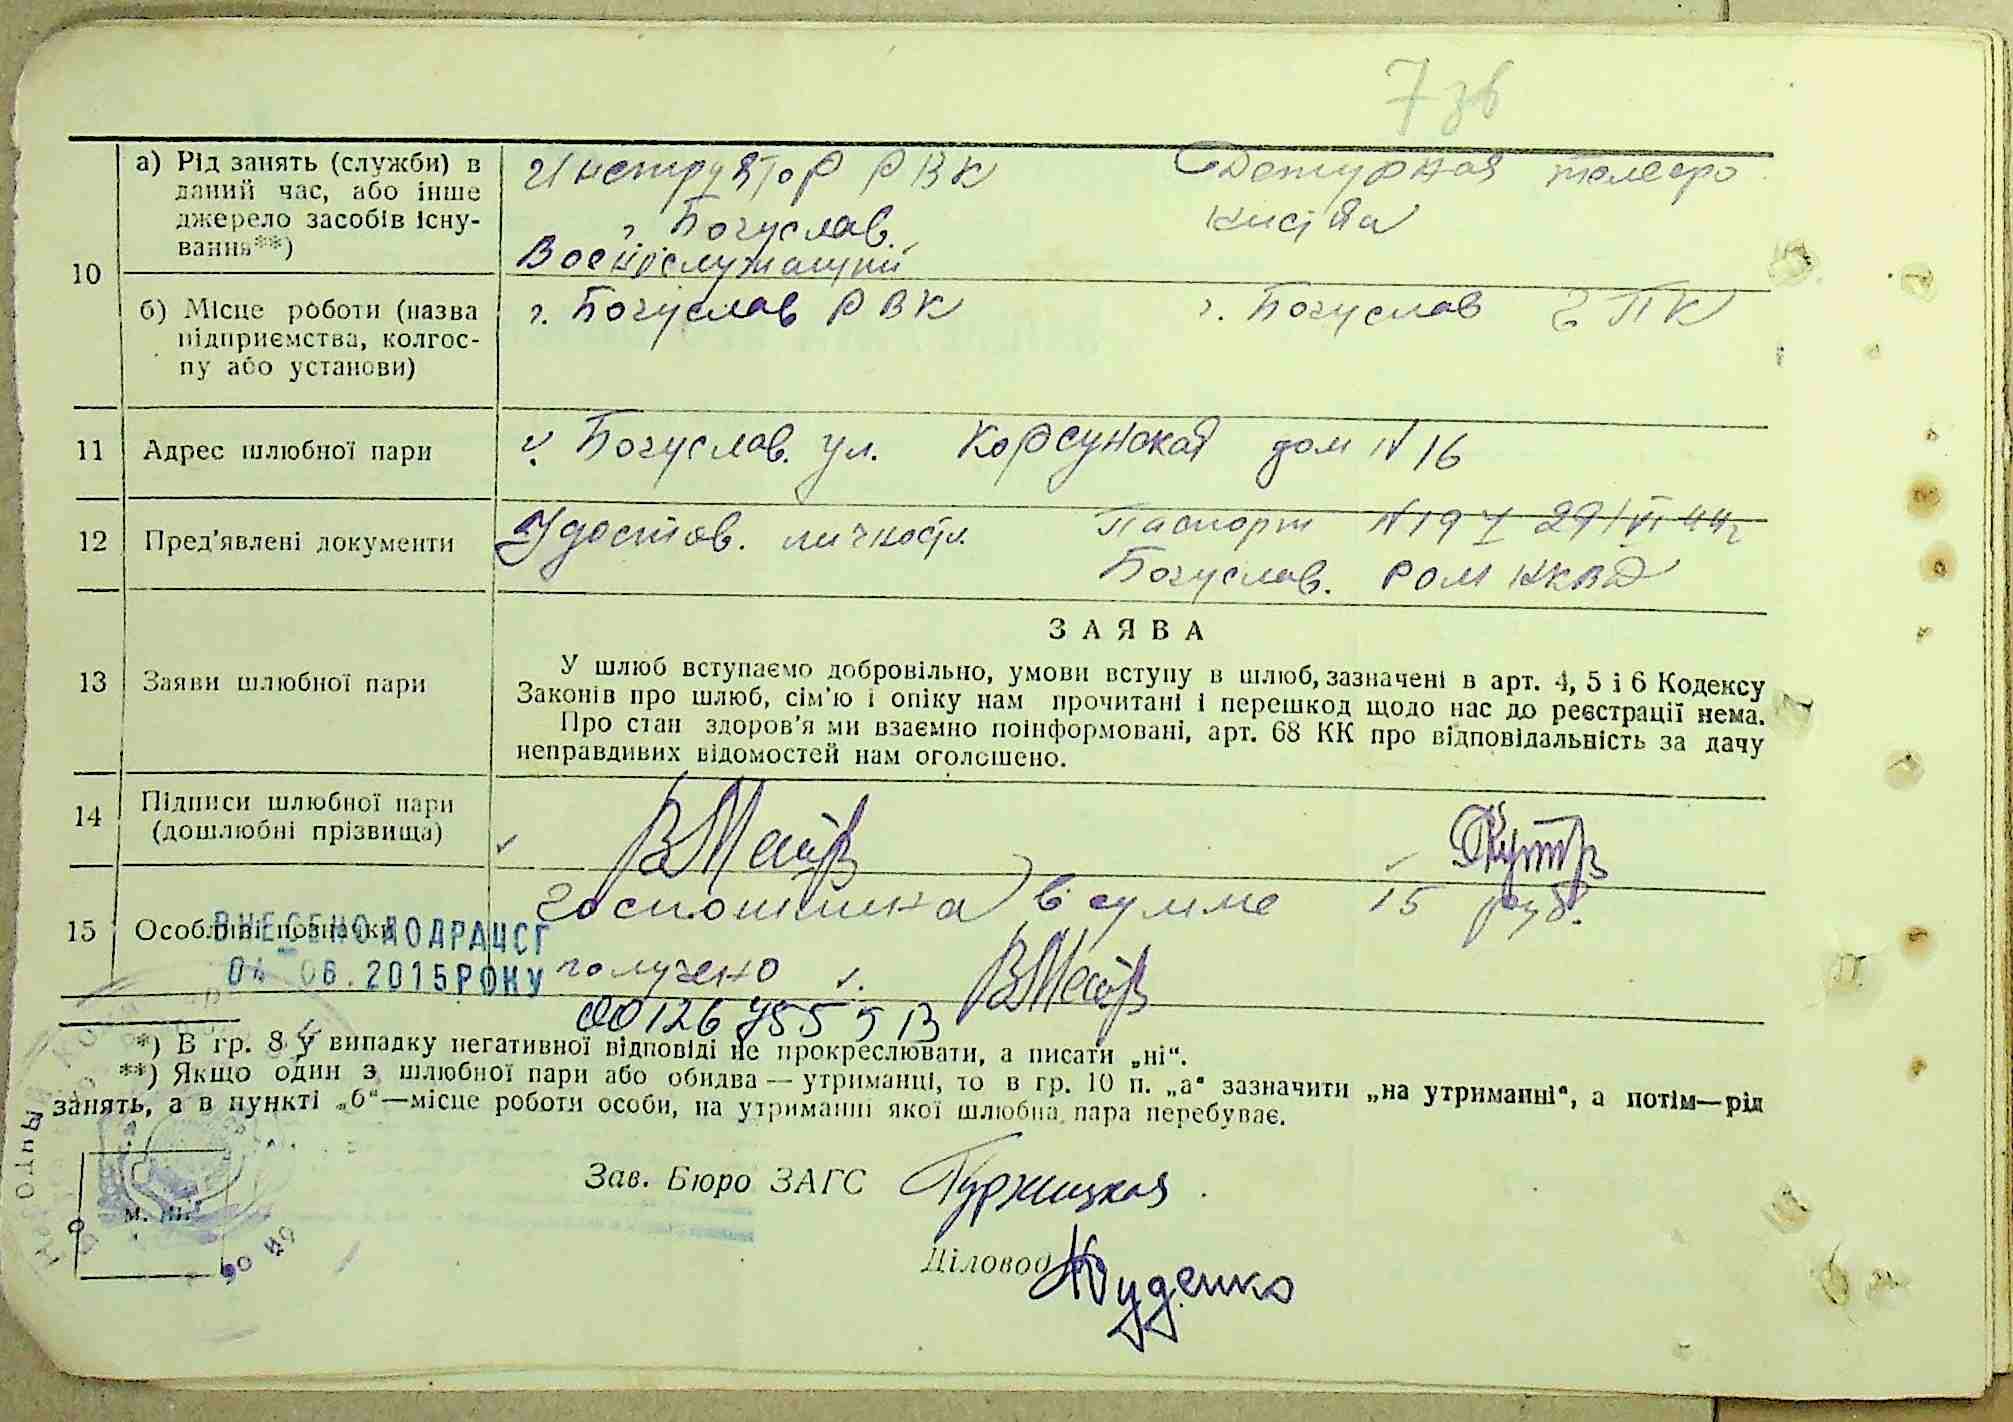 7 зв
10
а) Рід занять (служби) в даний час, або інше джерело засобів існування**)
Инструктор РВК
г. Богуслав.
Военнослужащий
Дежурная телефонистка
б) Місце роботи (назва підприємства, колгоспу або установи)
г. Богуслав РВК
г. Богуслав
11 Адрес шлюбної пари
г. Богуслав. ул. Корсунская дом N 16
12 Пред'явлені документи
Удостов. личности
Паспорт 29/VI 44г
Богуслав. РОМ НКВД
13 Заяви шлюбної пари
ЗАЯВА
У шлюб вступаємо добровільно, умови вступу в шлюб, зазначені в арт. 4, 5 і 6 Кодексу
Законів про шлюб, сім'ю і опіку нам прочитані і перешкод щодо нас до реєстрації нема.
Про стан здоров'я ми взаємно поінформовані, арт. 68 КК про відповідальність за дачу
неправдивих відомостей нам оголошено.
14 Підписи шлюбної пари
(дошлюбні прізвища)
15 Особливі позначки
госпошлина в сумме 15 руб.
ВНЕСЕНО ДО ДРАЦСГ
04 06. 2015 РОКУ
получено
*) В гр. 8 у випадку негативної відповіді не прокреслювати, а писати „ні“.
**) Якщо один з шлюбної пари або обидва — утриманці, то в гр. 10 п. „а“ зазначити „на утриманні“, а потім—рід
занять, а в пункті „б“—місце роботи особи, на утриманні якої шлюбна пара перебуває.
Зав. Бюро ЗАГС
м. п.
Діловод